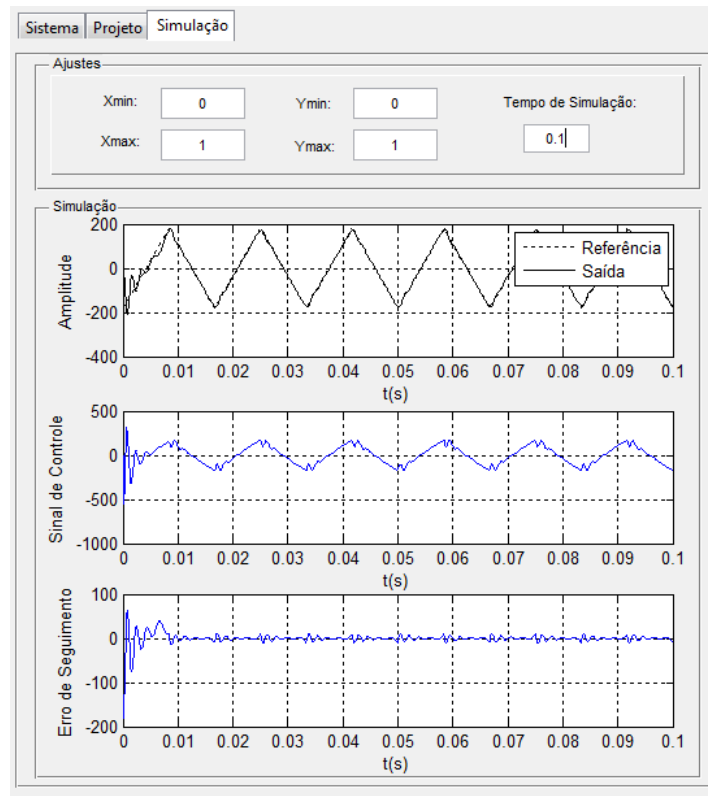 Sistema Projeto Simulação
Ajustes
Xmin: 0 Ymin: 0 Tempo de Simulação:
Xmax: 1 Ymax: 1 0.1
Simulação
200
0
-200
-400
Amplitude
Referência
Saída
0 0.01 0.02 0.03 0.04 0.05 0.06 0.07 0.08 0.09 0.1
t(s)
500
0
-500
-1000
Sinal de Controle
0 0.01 0.02 0.03 0.04 0.05 0.06 0.07 0.08 0.09 0.1
t(s)
100
0
-100
-200
Erro de Seguimento
0 0.01 0.02 0.03 0.04 0.05 0.06 0.07 0.08 0.09 0.1
t(s)